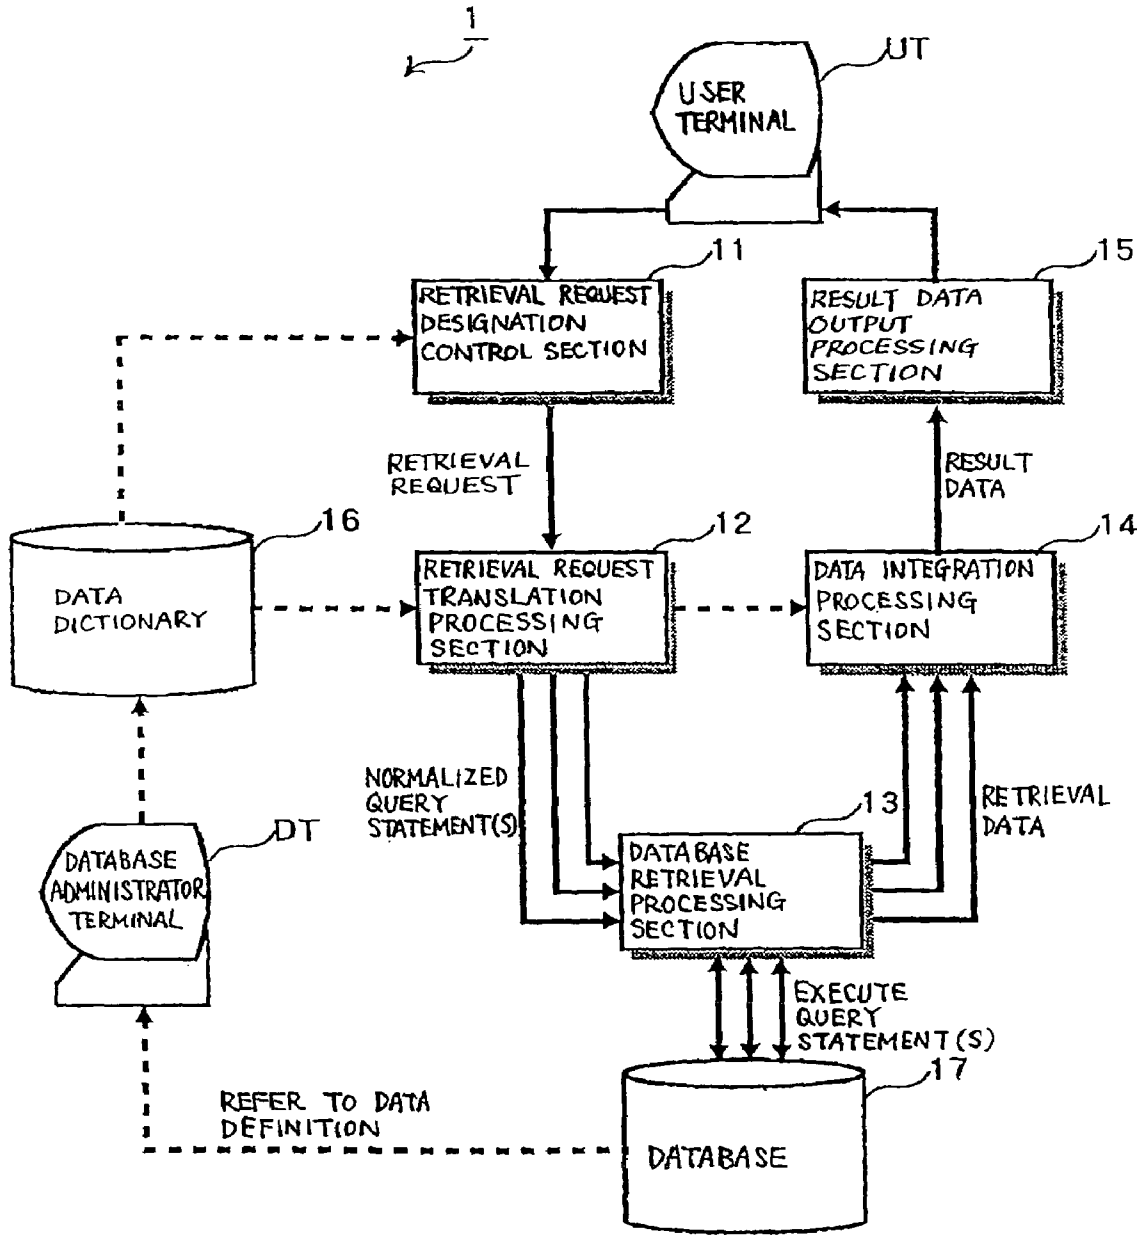 1
UT
USER
TERMINAL
11
15
RETRIEVAL REQUEST
DESIGNATION
CONTROL SECTION
RESULT DATA
OUTPUT
PROCESSING
SECTION
RETRIEVAL
REQUEST
RESULT
DATA
16
12
14
DATA
DICTIONARY
RETRIEVAL REQUEST
TRANSLATION
PROCESSING
SECTION
DATA INTEGRATION
PROCESSING
SECTION
NORMALIZED
QUERY
STATEMENT(S)
13
RETRIEVAL
DATA
DT
DATABASE
ADMINISTRATOR
TERMINAL
DATABASE
RETRIEVAL
PROCESSING
SECTION
EXECUTE
QUERY
STATEMENT(S)
17
REFER TO DATA
DEFINITION
DATABASE